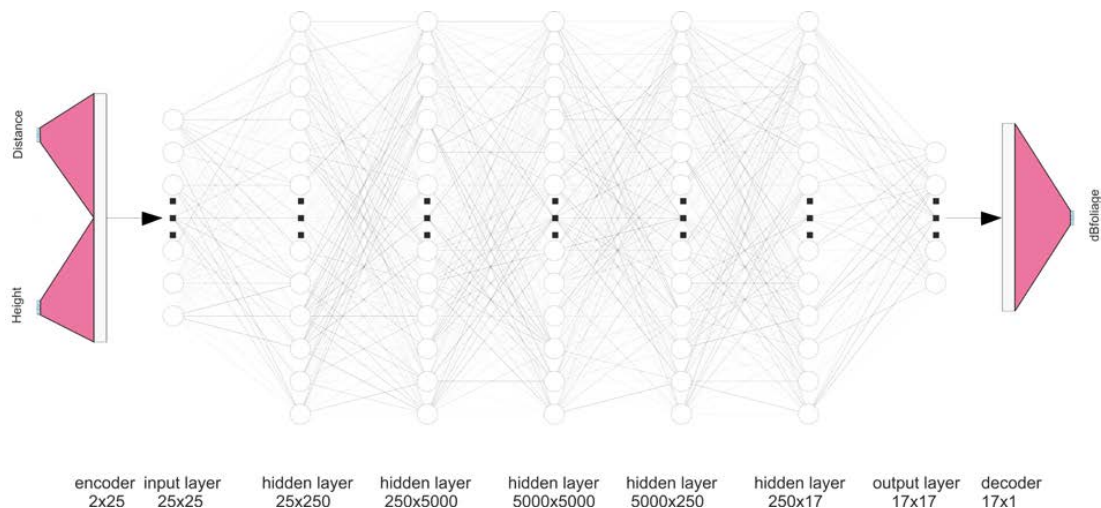 Distance
Height
dBfoliage
encoder input layer hidden layer hidden layer hidden layer hidden layer hidden layer output layer decoder
2x25 25x25 25x250 250x5000 5000x5000 5000x250 250x17 17x17 17x1